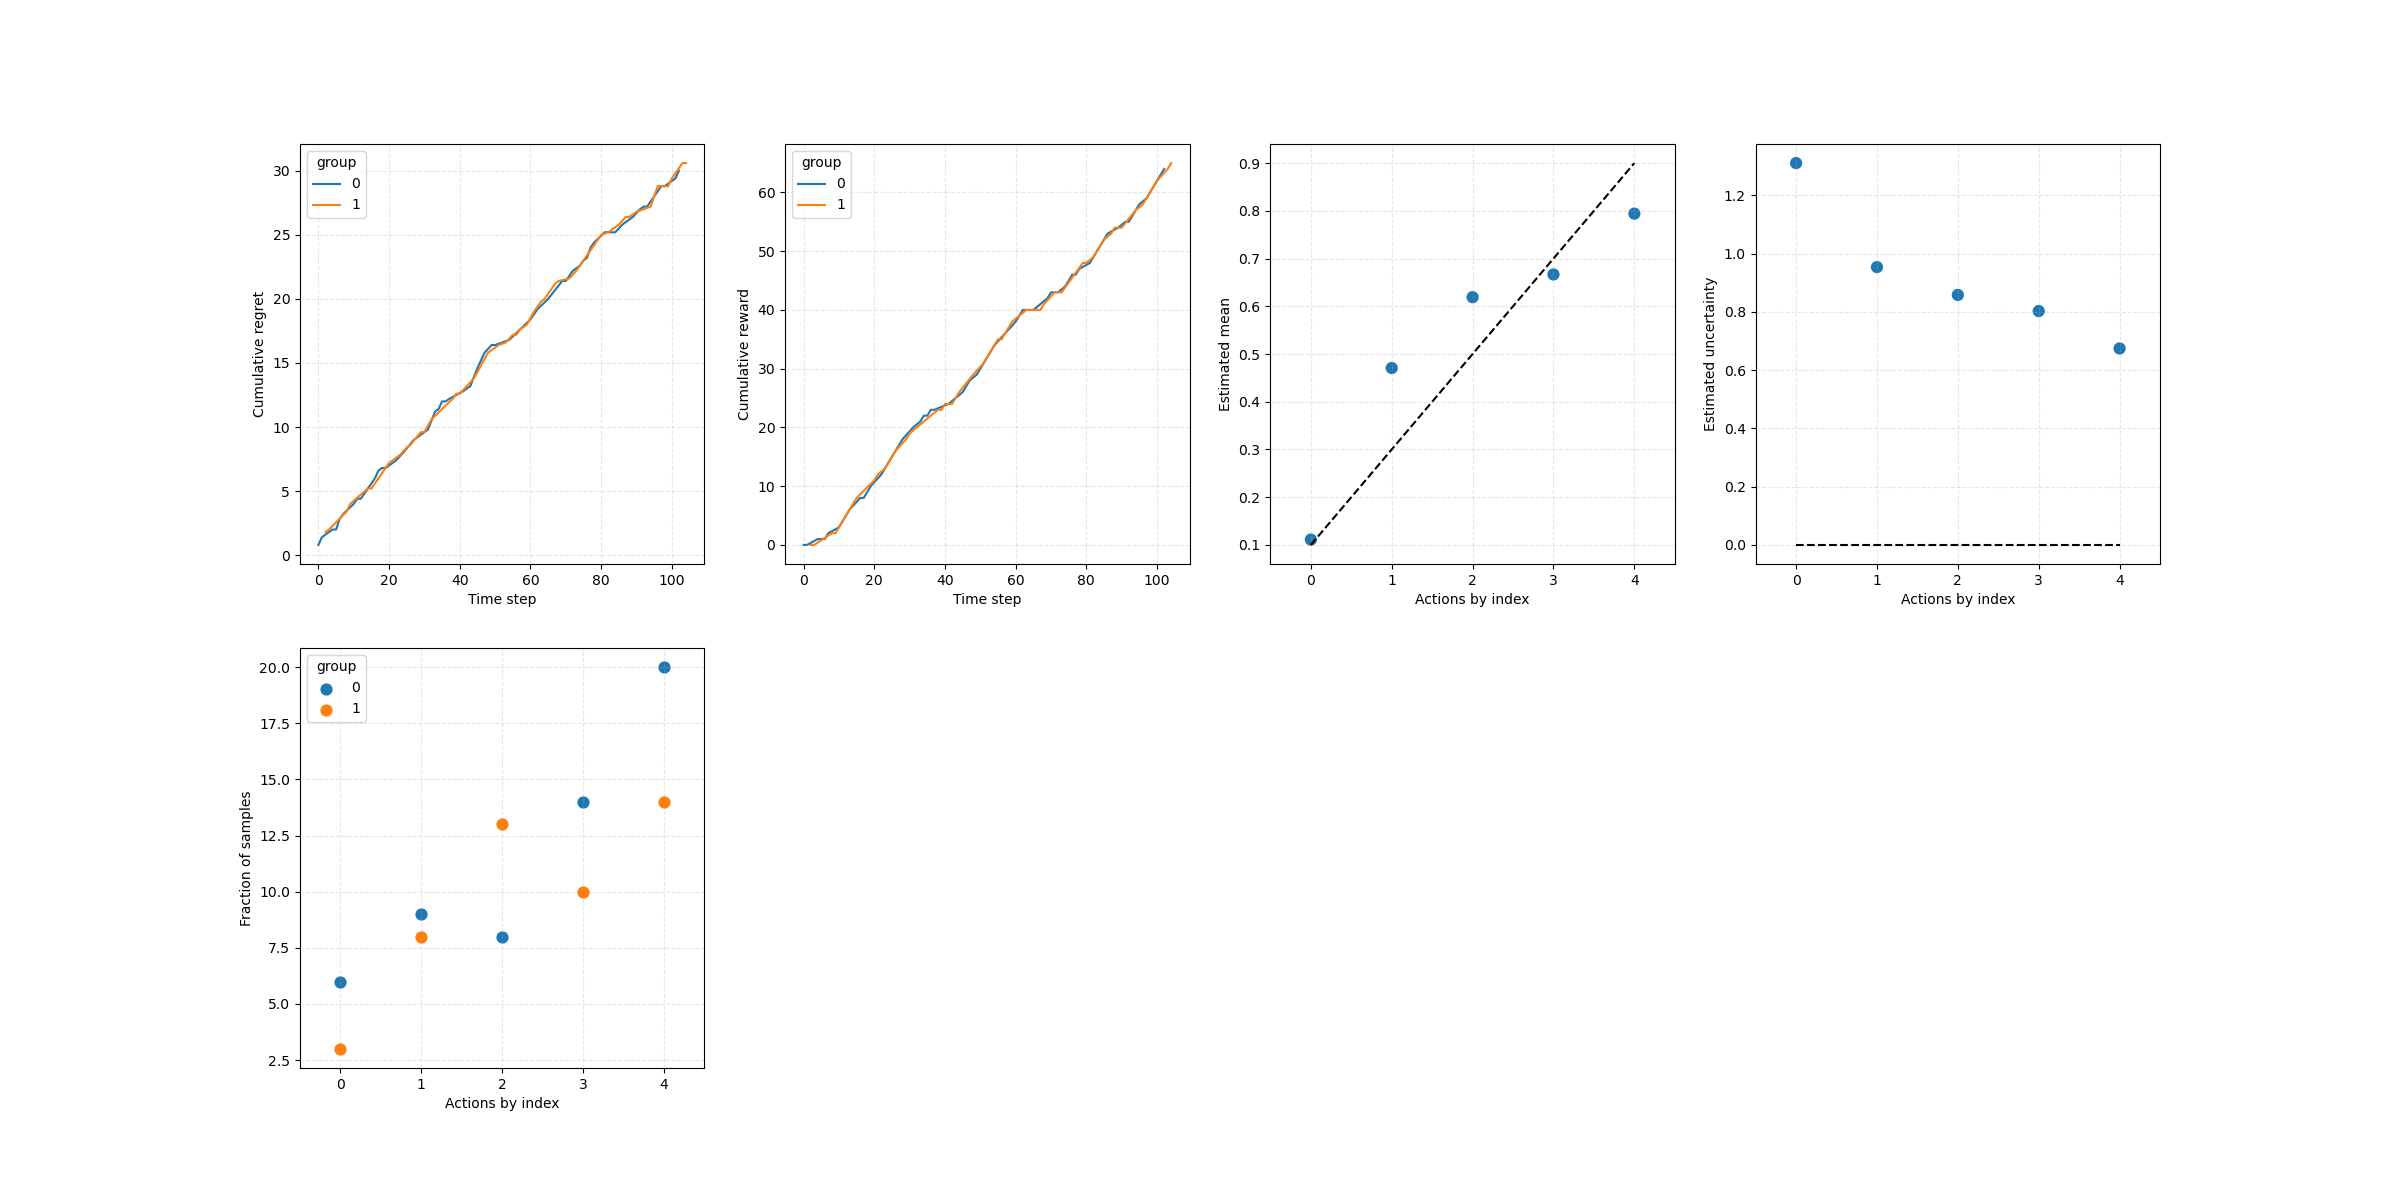 group
0
1
30
25
20
15
10
5
0
Cumulative regret
0 20 40 60 80 100
Time step
group
0
1
60
50
40
30
20
10
0
Cumulative reward
0 20 40 60 80 100
Time step
0.9
0.8
0.7
0.6
0.5
0.4
0.3
0.2
0.1
Estimated mean
0 1 2 3 4
Actions by index
1.2
1.0
0.8
0.6
0.4
0.2
0.0
Estimated uncertainty
0 1 2 3 4
Actions by index
group
0
1
20.0
17.5
15.0
12.5
10.0
7.5
5.0
2.5
Fraction of samples
0 1 2 3 4
Actions by index